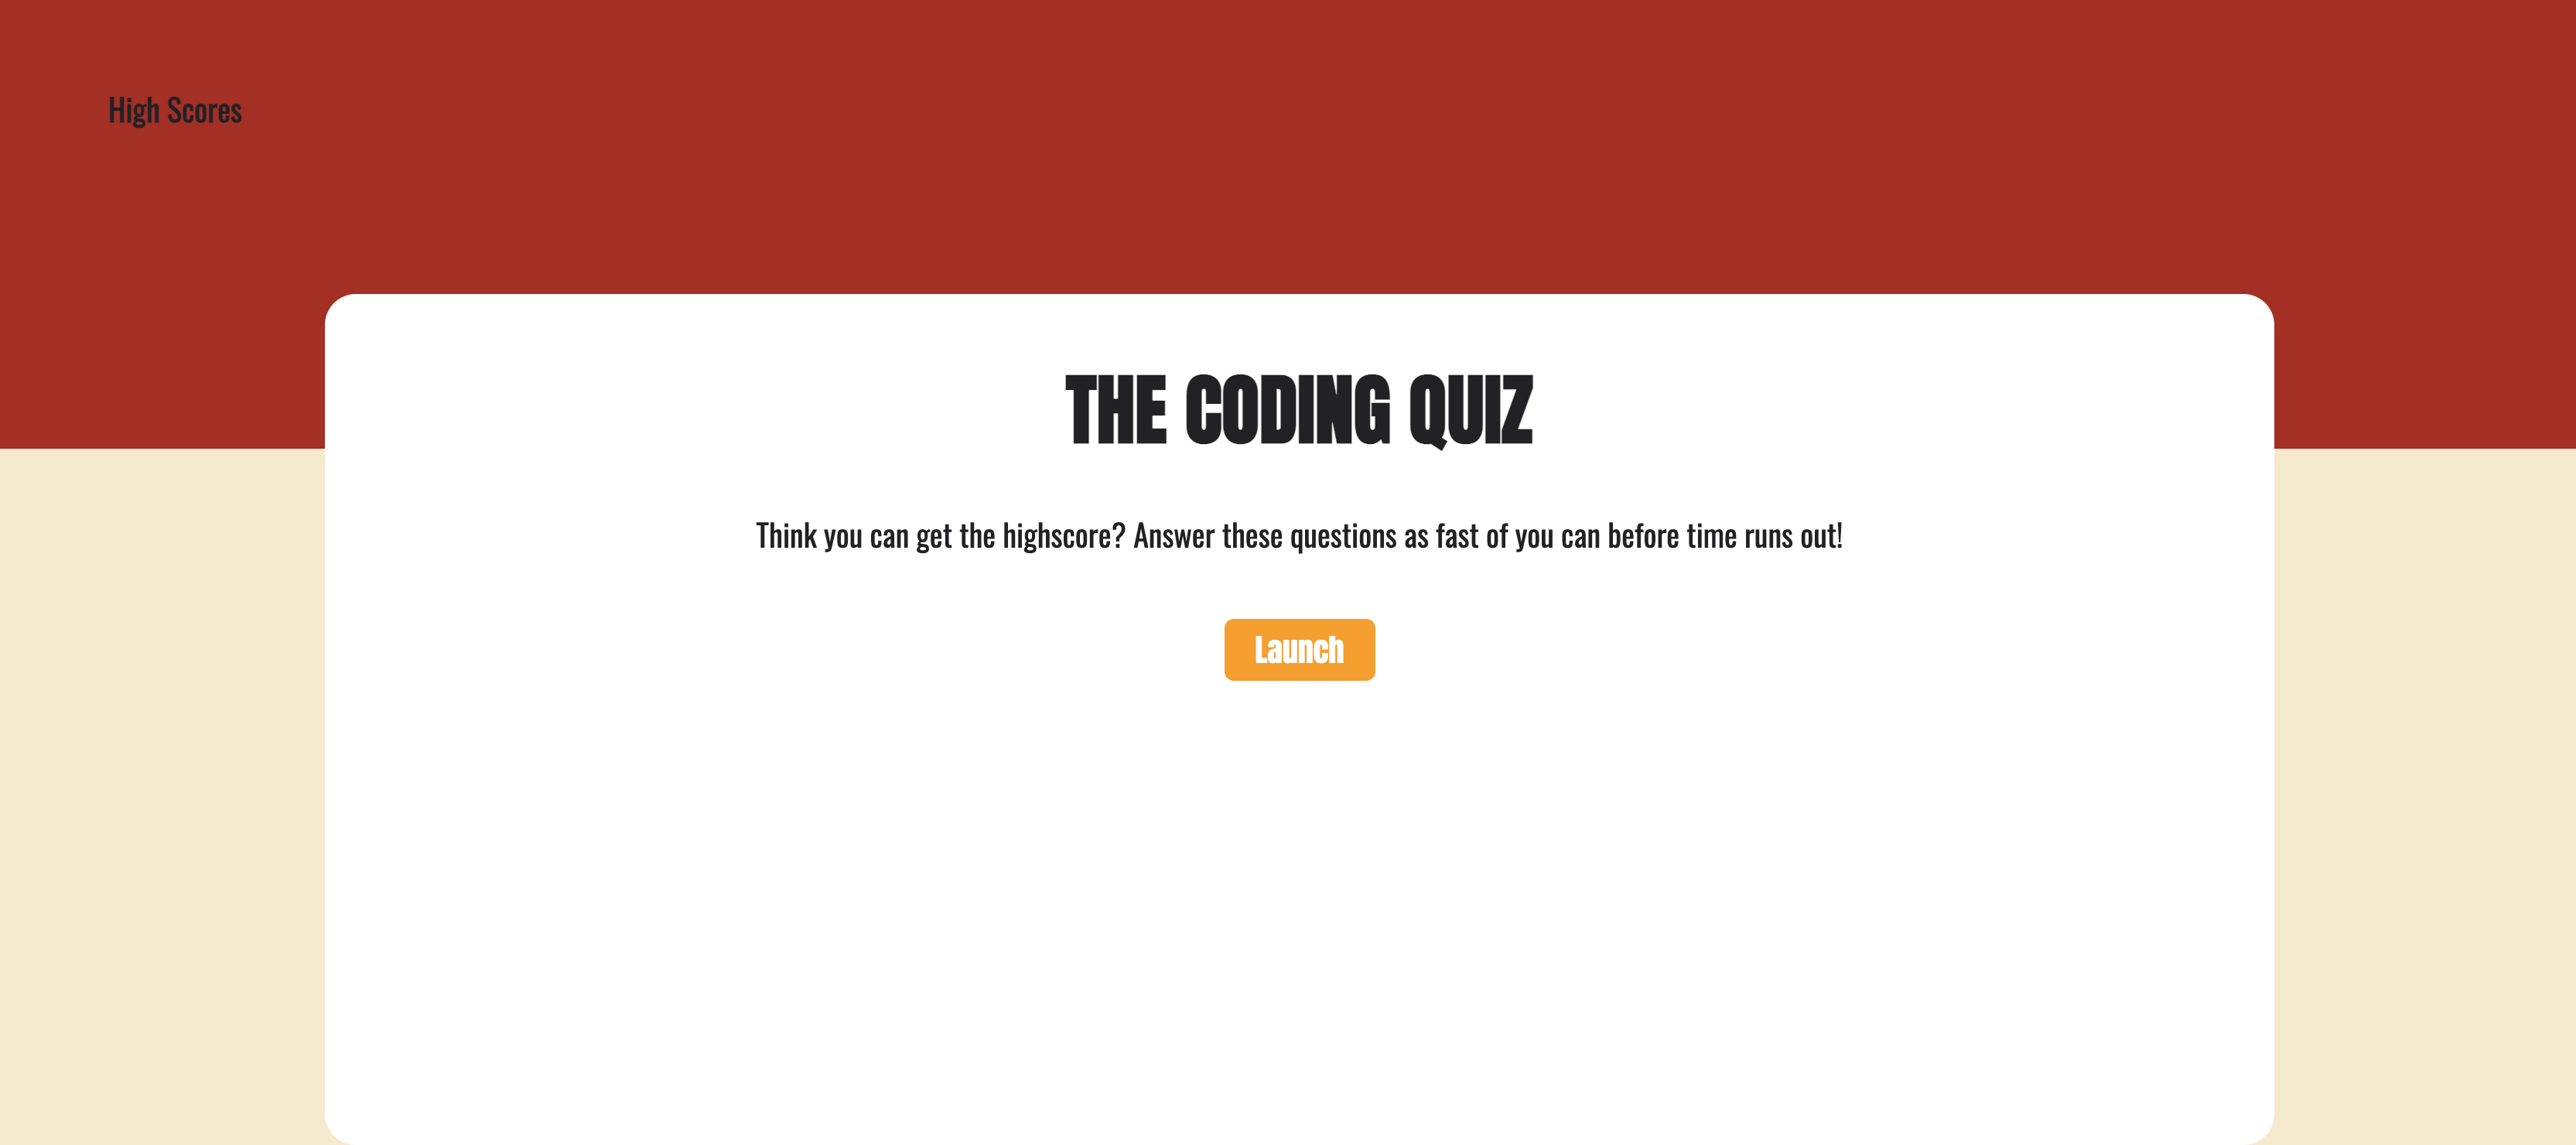 High Scores
THE CODING QUIZ
Think you can get the highscore? Answer these questions as fast of you can before time runs out!
Launch